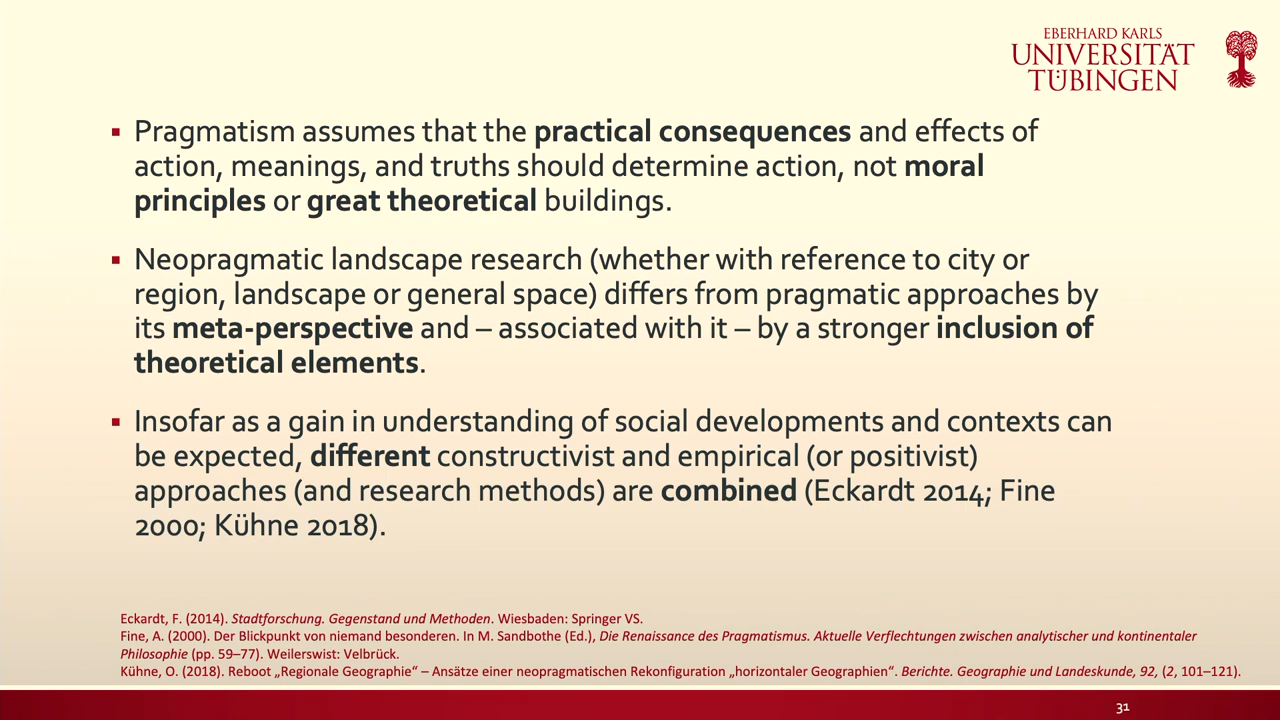 EBERHARD KARLS
UNIVERSITÄT
TÜBINGEN
▪ Pragmatism assumes that the practical consequences and effects of
action, meanings, and truths should determine action, not moral
principles or great theoretical buildings.
▪ Neopragmatic landscape research (whether with reference to city or
region, landscape or general space) differs from pragmatic approaches by
its meta-perspective and – associated with it – by a stronger inclusion of
theoretical elements.
▪ Insofar as a gain in understanding of social developments and contexts can
be expected, different constructivist and empirical (or positivist)
approaches (and research methods) are combined (Eckardt 2014; Fine
2000; Kühne 2018).
Eckardt, F. (2014). Stadtforschung. Gegenstand und Methoden. Wiesbaden: Springer VS.
Fine, A. (2000). Der Blickpunkt von niemand besonderen. In M. Sandbothe (Ed.), Die Renaissance des Pragmatismus. Aktuelle Verflechtungen zwischen analytischer und kontinentaler
Philosophie (pp. 59–77). Weilerswist: Velbrück.
Kühne, O. (2018). Reboot „Regionale Geographie“ – Ansätze einer neopragmatischen Rekonfiguration „horizontaler Geographien“. Berichte. Geographie und Landeskunde, 92, (2, 101–121).
31